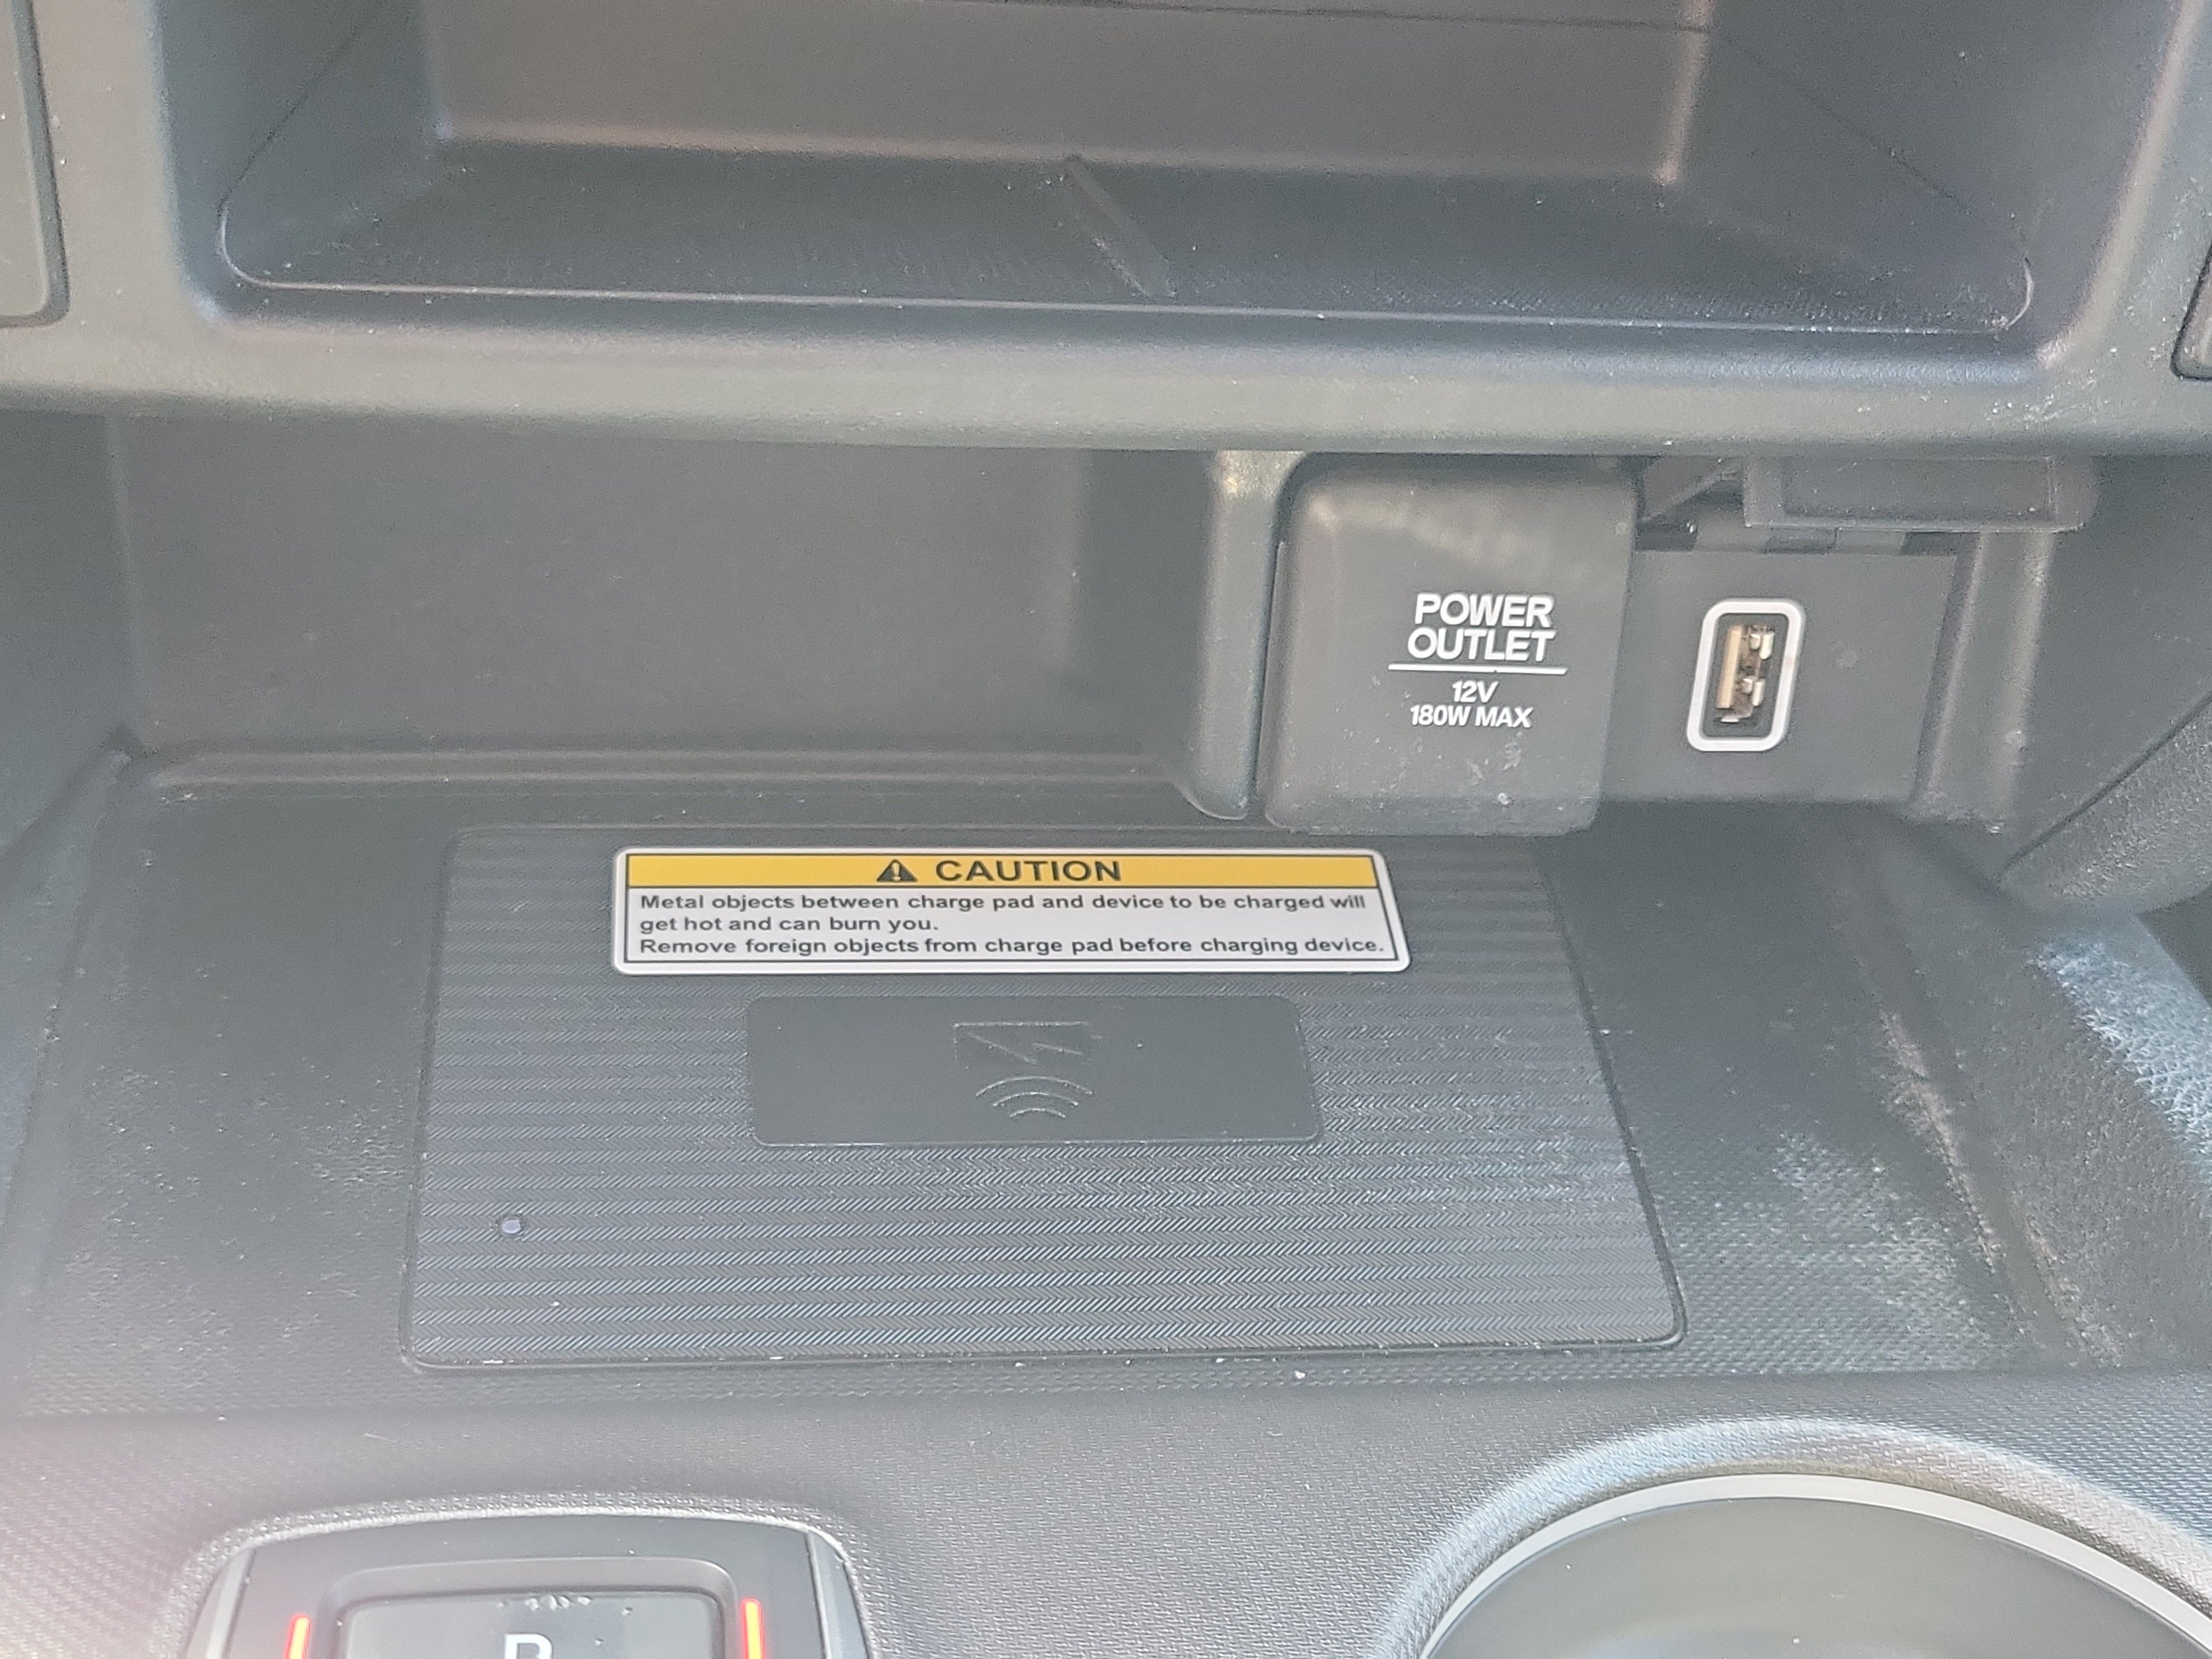 POWER
OUTLET
12V
180W MAX
CAUTION
Metal objects between charge pad and device to be charged will
get hot and can burn you.
Remove foreign objects from charge pad before charging device.